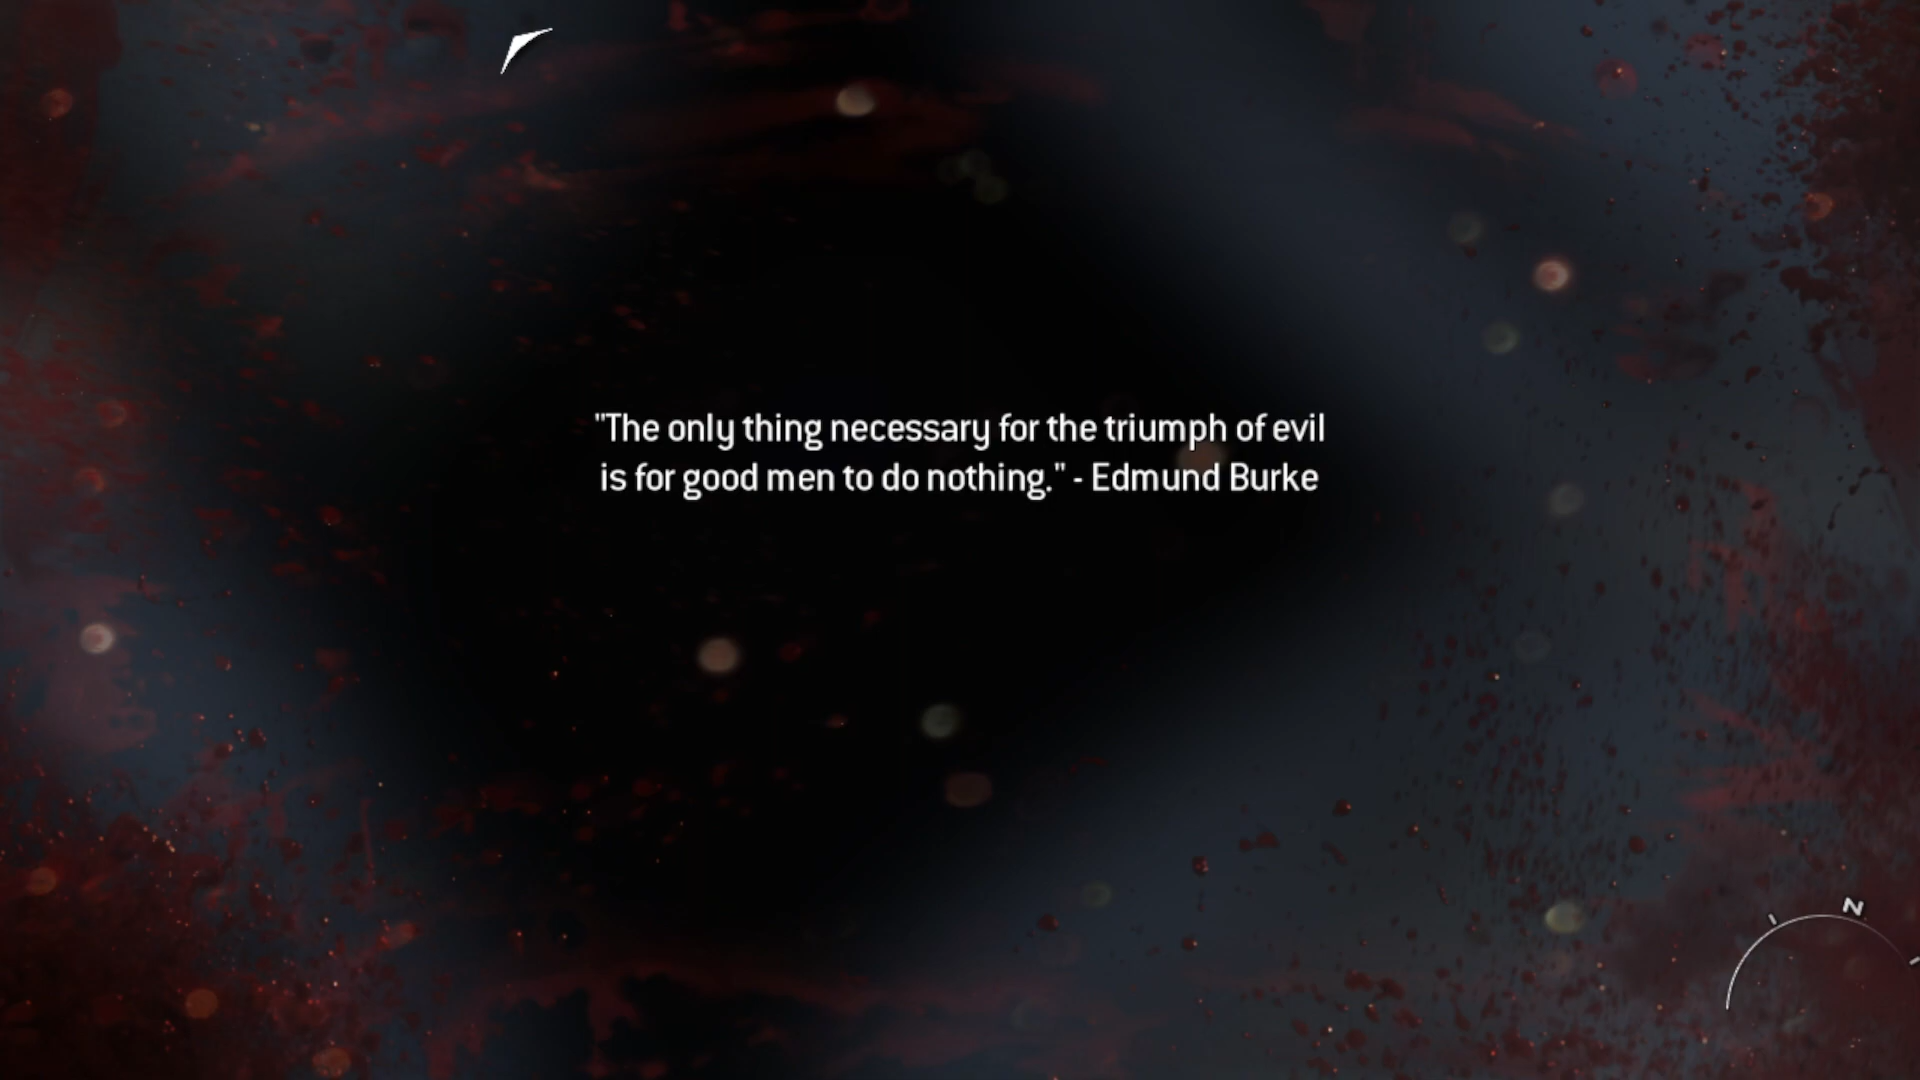 "The only thing necessary for the triumph of evil
is for good men to do nothing." - Edmund Burke
N